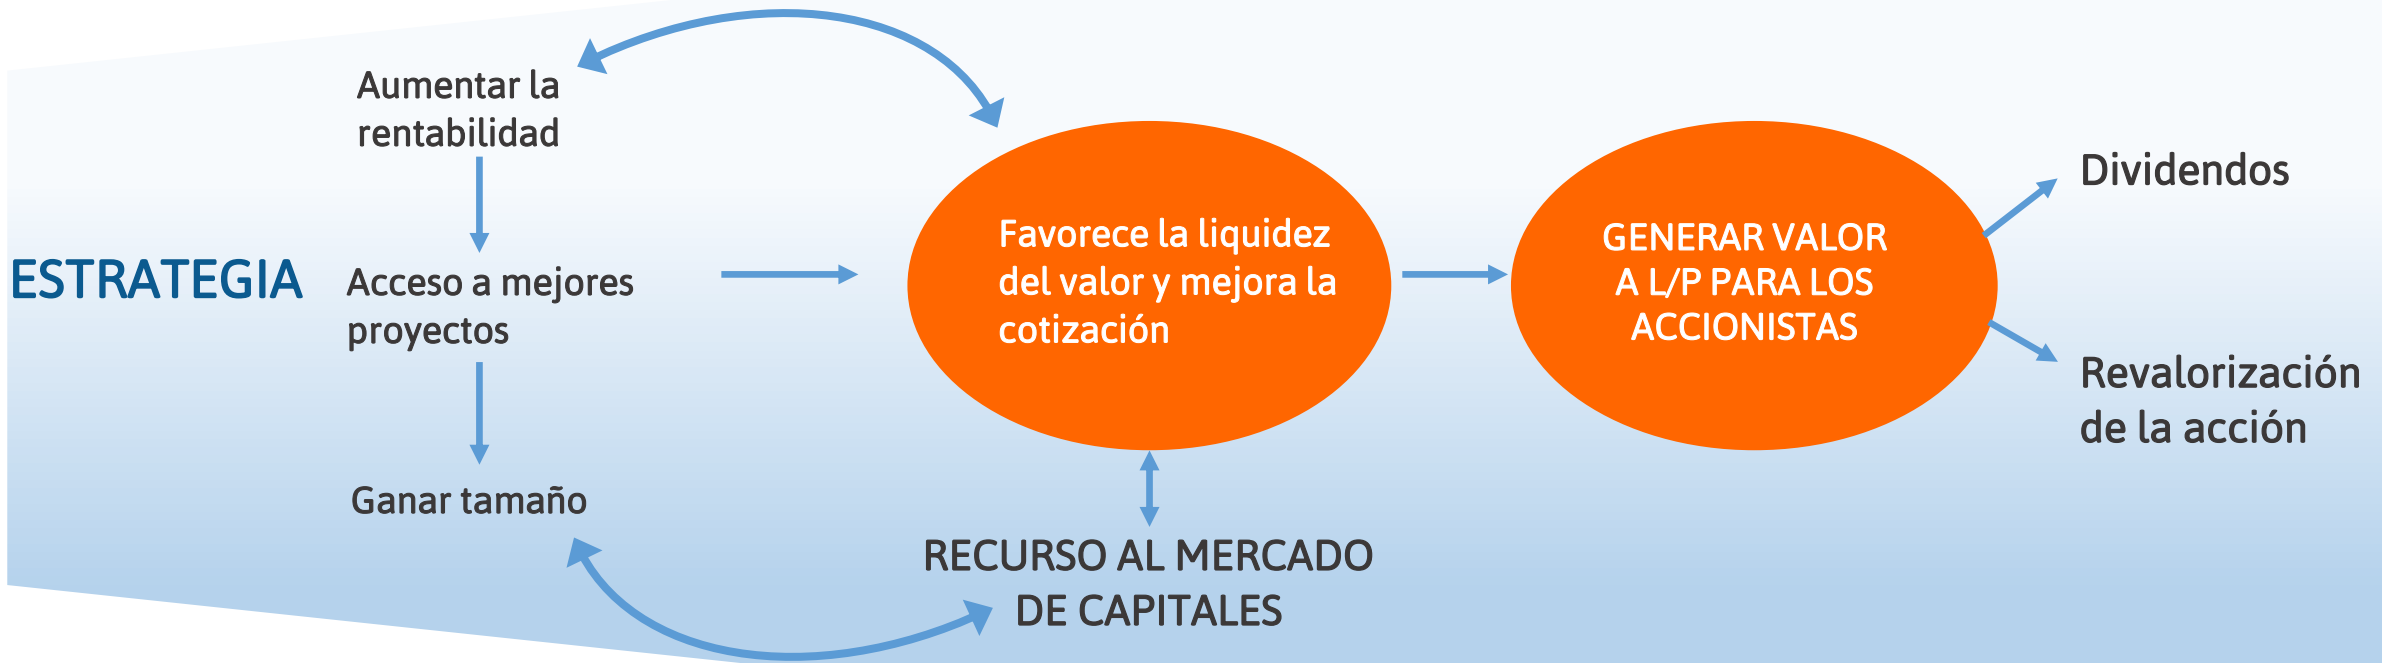 ESTRATEGIA
Aumentar la
rentabilidad
Acceso a mejores
proyectos
Ganar tamaño
Favorece la liquidez
del valor y mejora la
cotización
RECURSO AL MERCADO
DE CAPITALES
GENERAR VALOR
A L/P PARA LOS
ACCIONISTAS
Dividendos
Revalorización
de la acción